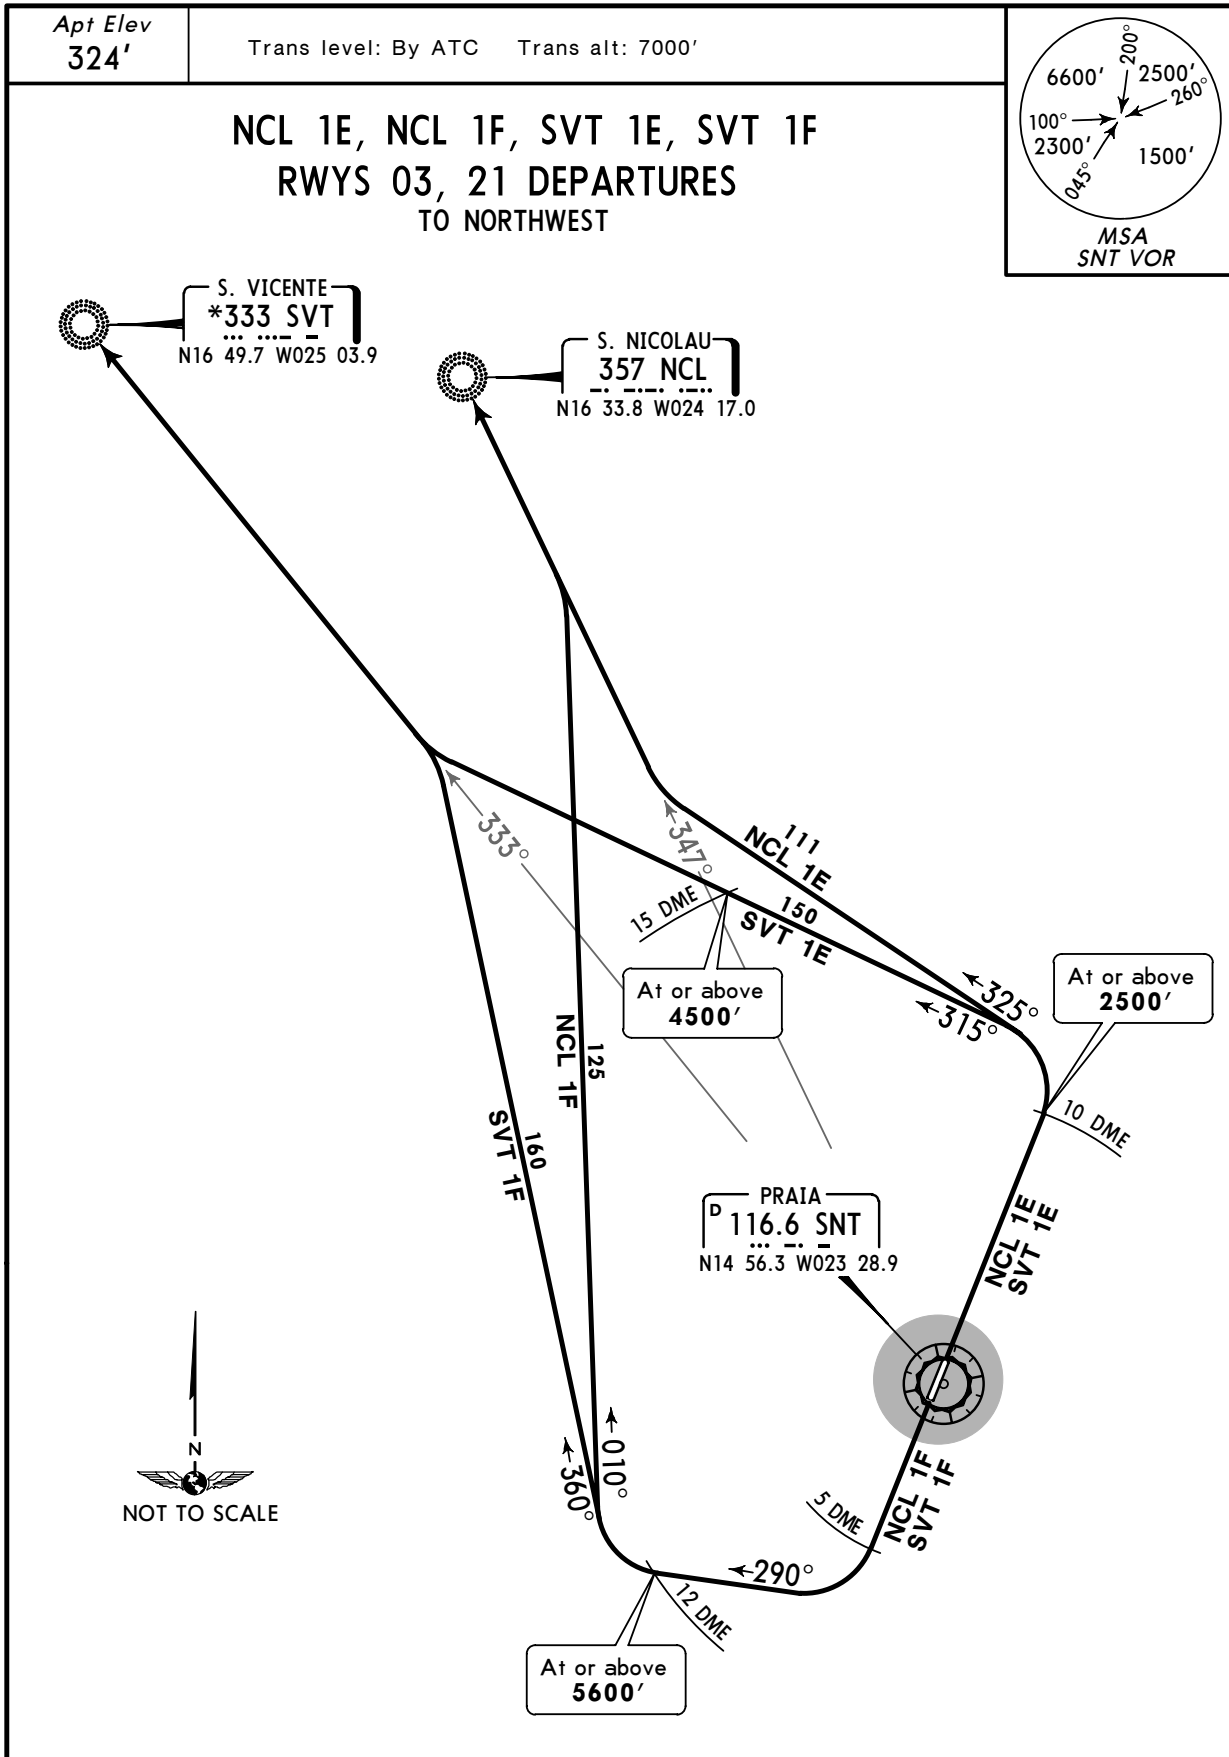 Apt Elev
324'
Trans level: By ATC Trans alt: 7000'
200°
6600'
2500'
260°
100°
2300'
1500'
045°
MSA
SNT VOR
NCL 1E, NCL 1F, SVT 1E, SVT 1F
RWYS 03, 21 DEPARTURES
TO NORTHWEST
S. VICENTE
*333 SVT
N16 49.7 W025 03.9
S. NICOLAU
357 NCL
N16 33.8 W024 17.0
333°
347°
111
NCL 1E
15 DME
150
SVT 1E
At or above
4500'
325°
315°
At or above
2500'
10 DME
125
NCL 1F
160
SVT 1F
PRAIA
D 116.6 SNT
N14 56.3 W023 28.9
NCL 1E
SVT 1E
N
NOT TO SCALE
360°
010°
5 DME
NCL 1F
SVT 1F
290°
12 DME
At or above
5600'